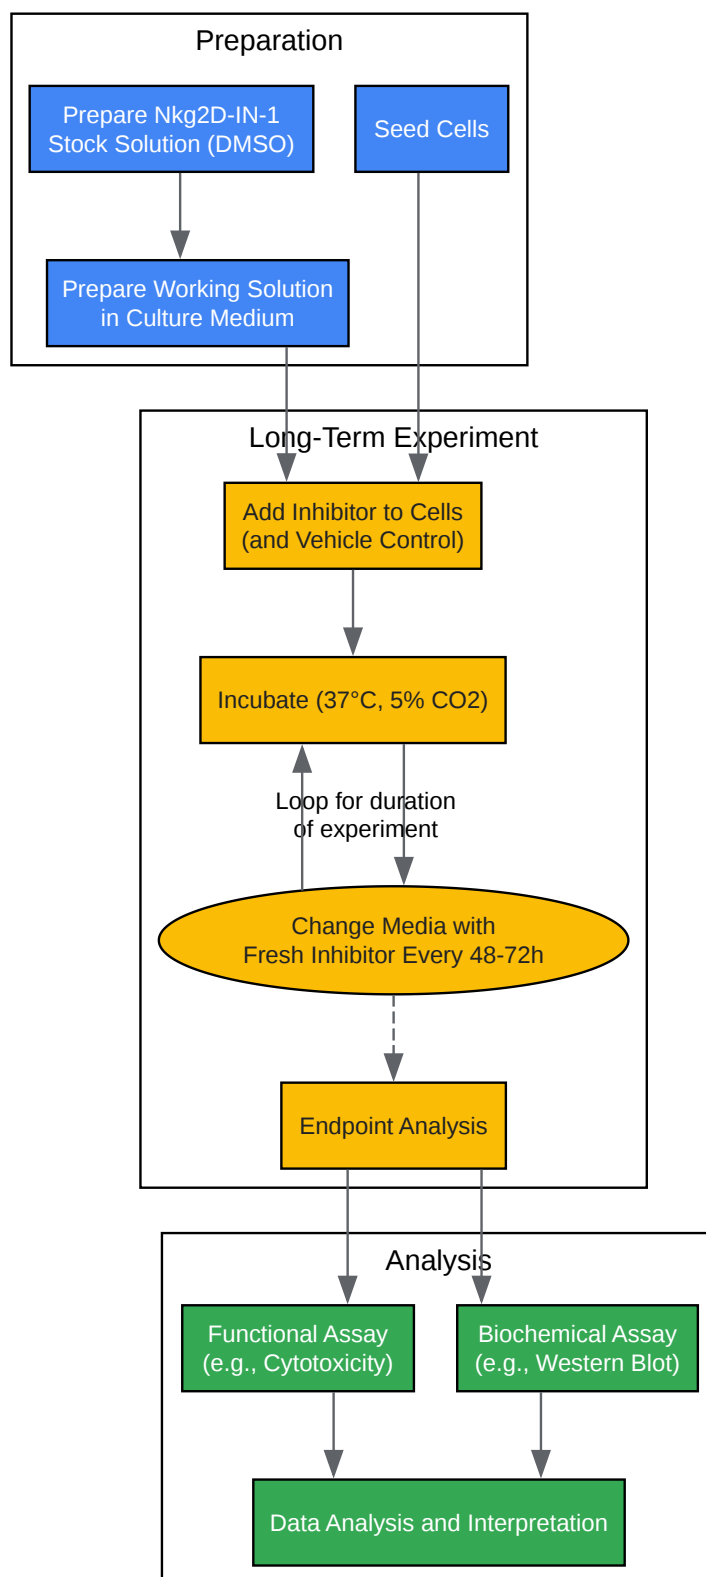 Preparation
Prepare Nkg2D-IN-1
Stock Solution (DMSO)
Seed Cells
Prepare Working Solution
in Culture Medium
Long-Term Experiment
Add Inhibitor to Cells
(and Vehicle Control)
Incubate (37°C, 5% CO2)
Loop for duration
of experiment
Change Media with
Fresh Inhibitor Every 48-72h
Endpoint Analysis
Analysis
Functional Assay
(e.g., Cytotoxicity)
Biochemical Assay
(e.g., Western Blot)
Data Analysis and Interpretation